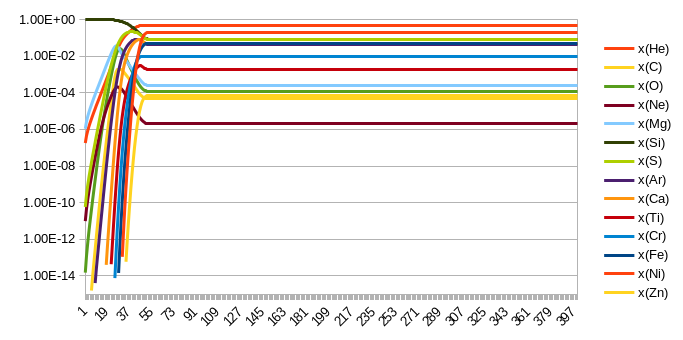 1.00E+00
1.00E-02
1.00E-04
1.00E-06
1.00E-08
1.00E-10
1.00E-12
1.00E-14
1 19 37 55 73 91 109 127 145 163 181 199 217 235 253 271 289 307 325 343 361 379 397
x(He)
x(C)
x(O)
x(Ne)
x(Mg)
x(Si)
x(S)
x(Ar)
x(Ca)
x(Ti)
x(Cr)
x(Fe)
x(Ni)
x(Zn)